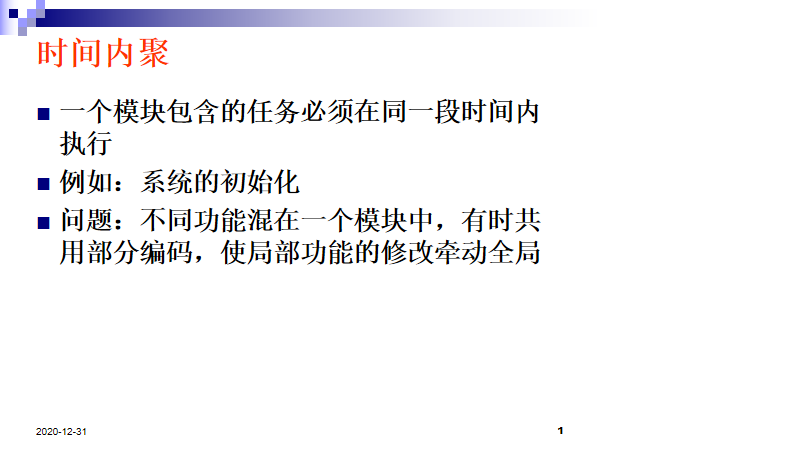 时间内聚
一个模块包含的任务必须在同一段时间内
执行
例如：系统的初始化
问题：不同功能混在一个模块中，有时共
用部分编码，使局部功能的修改牵动全局
2020-12-31
1